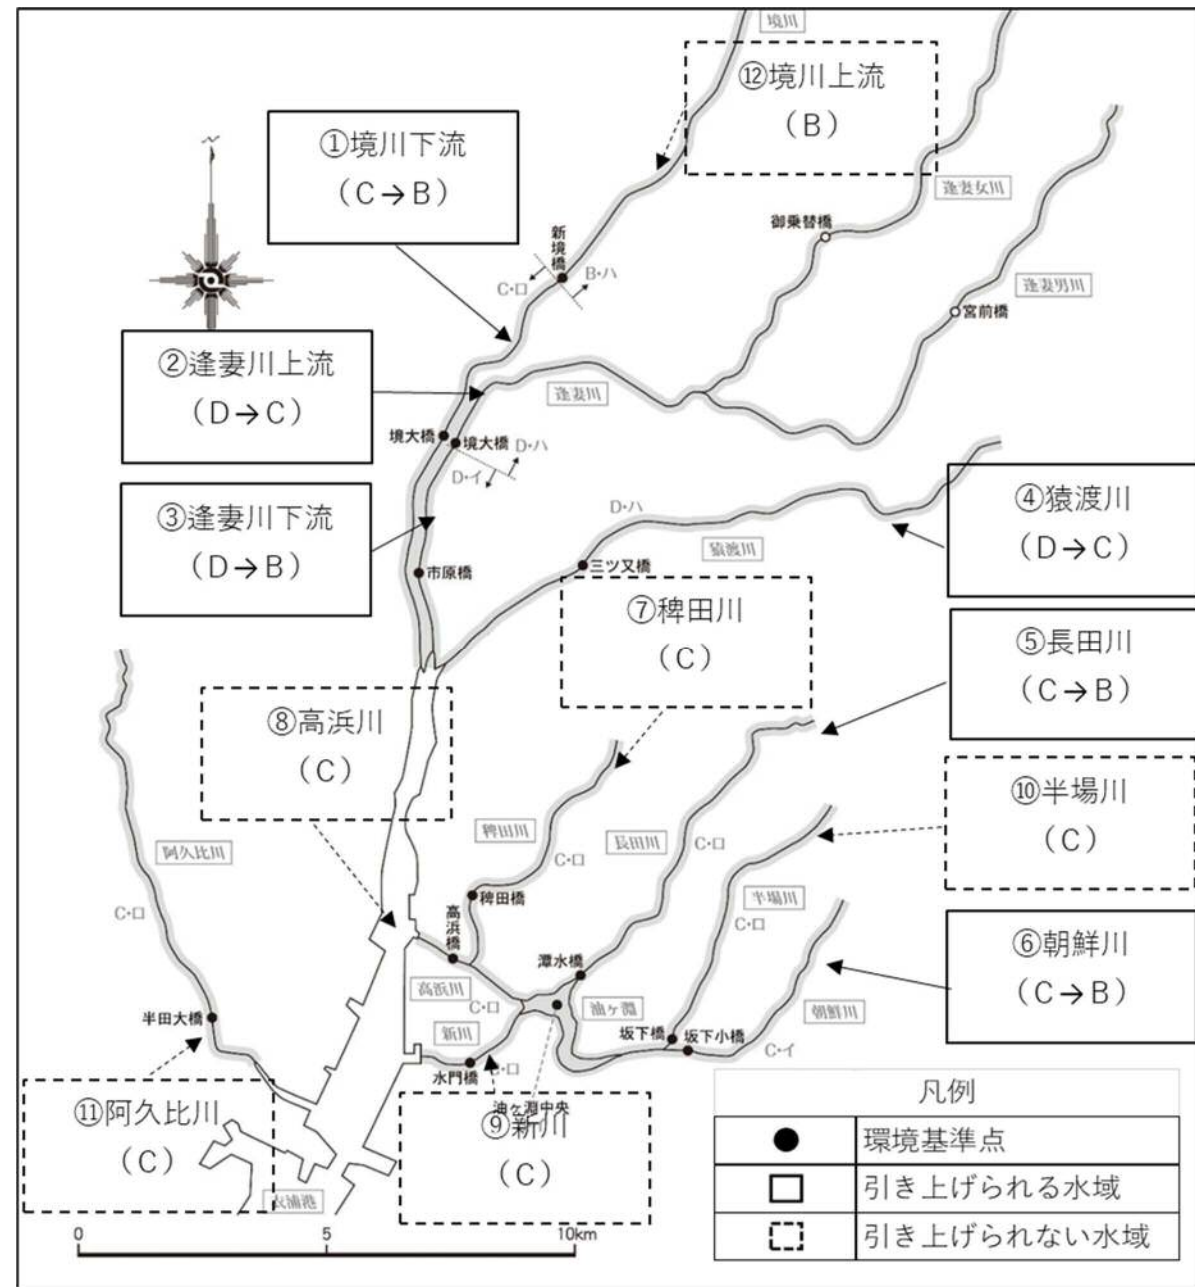 境川
⑫境川上流
(B)
①境川下流
(C→B)
逢妻女川
御乗替橋
新境橋
B・ハ
C・ロ
逢妻男川
宮前橋
②逢妻川上流
(D→C)
逢妻川
境大橋
境大橋
D・ハ
D・イ
③逢妻川下流
(D→B)
④猿渡川
(D→C)
D・ハ
猿渡川
三ツ又橋
市原橋
⑦稗田川
(C)
⑤長田川
(C→B)
⑧高浜川
(C)
⑩半場川
(C)
稗田川
C・ロ
長田川
C・ロ
阿久比川
C・ロ
稗田橋
半場川
C・ロ
高浜橋
⑥朝鮮川
(C→B)
潭水橋
高浜川
C・ロ
油ヶ淵
朝鮮川
C・イ
半田大橋
新川
坂下橋
坂下小橋
水門橋
C・ロ
油ヶ淵中央
⑪阿久比川
(C)
⑨新川
(C)
衣浦港
凡例
環境基準点
引き上げられる水域
引き上げられない水域
0
5
10km